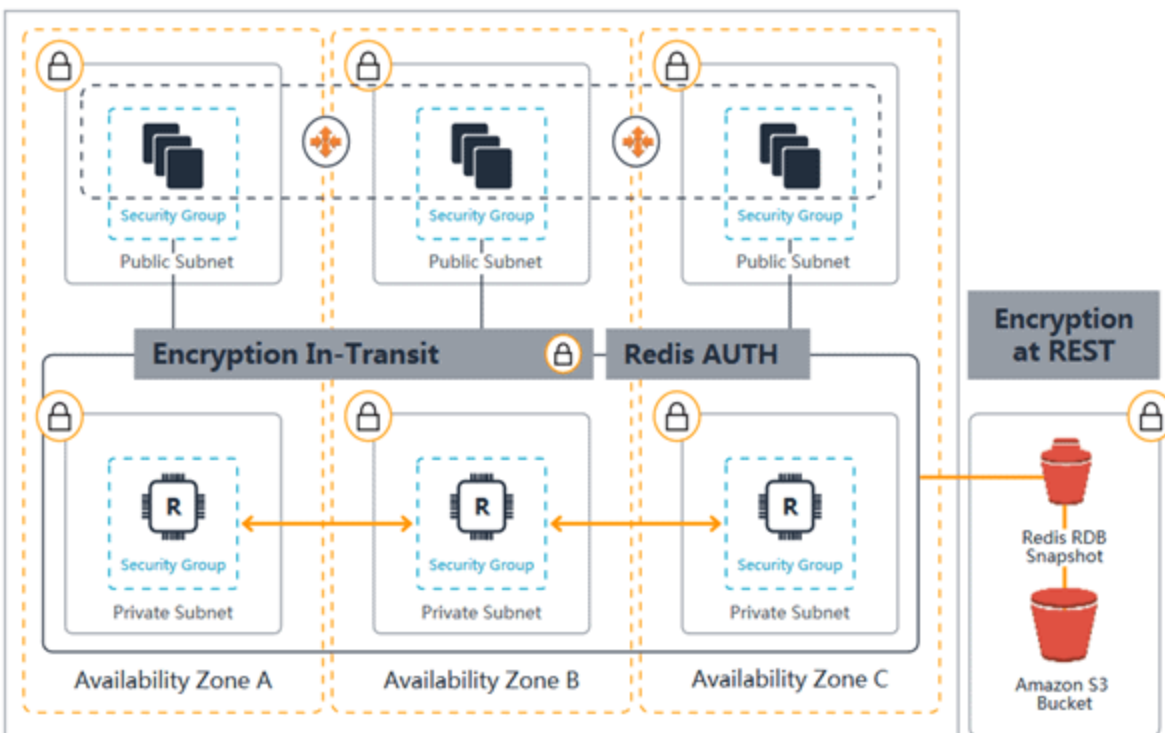 Security Group
Security Group
Security Group
Public Subnet
Public Subnet
Public Subnet
Encryption In-Transit
Redis AUTH
Encryption
at REST
R
R
R
Security Group
Security Group
Security Group
Private Subnet
Private Subnet
Private Subnet
Availability Zone A
Availability Zone B
Availability Zone C
Redis RDB
Snapshot
Amazon S3
Bucket